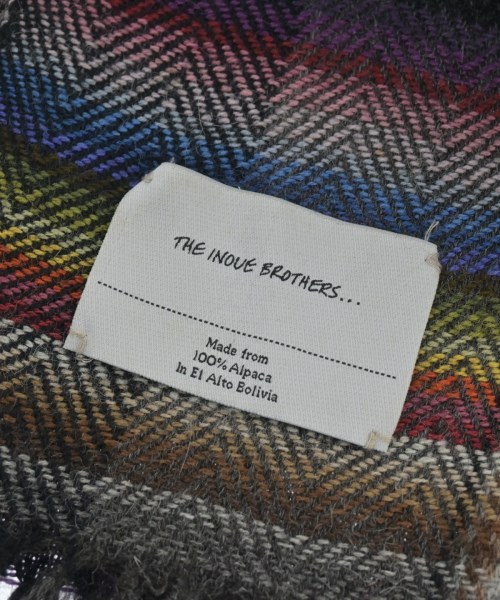 THE INOUE BROTHERS...
Made from
100% Alpaca
In El Alto Bolivia